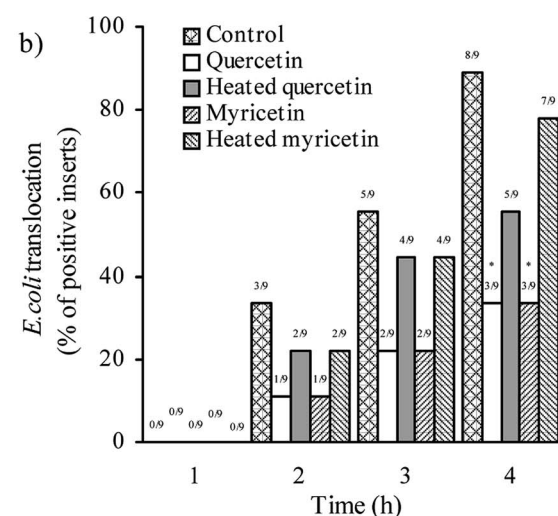 b)
E.coli translocation
(% of positive inserts)
100
80
60
40
20
0
Control
Quercetin
Heated quercetin
Myricetin
Heated myricetin
0/9 0/9 0/9 0/9 0/9
3/9 1/9 2/9 1/9 2/9
5/9 2/9 4/9 2/9 4/9
8/9 * 3/9 5/9 * 3/9 7/9
1 2 3 4
Time (h)